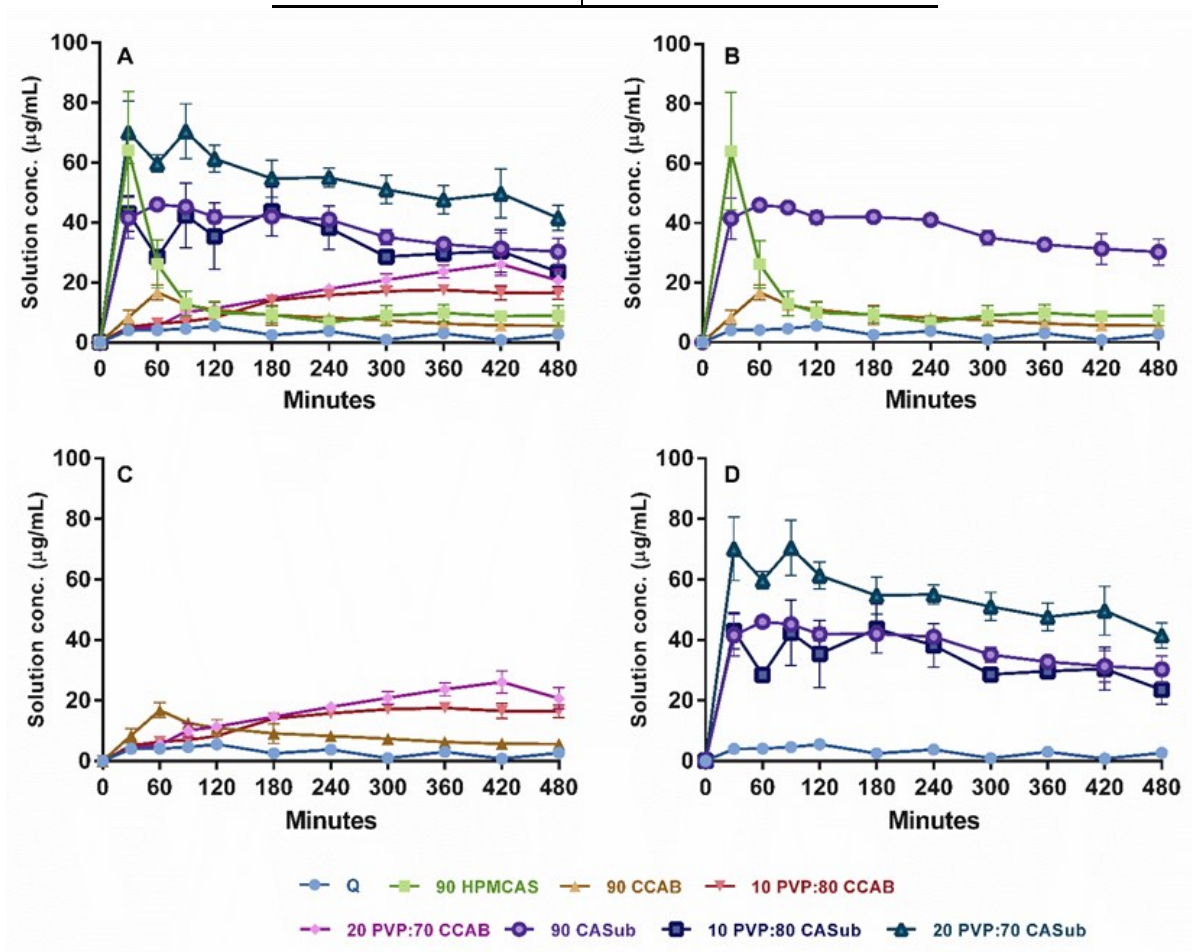 A
B
100
80
60
40
20
0
Solution conc. (µg/mL)
0 60 120 180 240 300 360 420 480
Minutes
100
80
60
40
20
0
Solution conc. (µg/mL)
0 60 120 180 240 300 360 420 480
Minutes
C
D
100
80
60
40
20
0
Solution conc. (µg/mL)
0 60 120 180 240 300 360 420 480
Minutes
100
80
60
40
20
0
Solution conc. (µg/mL)
0 60 120 180 240 300 360 420 480
Minutes
Q 90 HPMCAS 90 CCAB 10 PVP:80 CCAB
20 PVP:70 CCAB 90 CASub 10 PVP:80 CASub 20 PVP:70 CASub